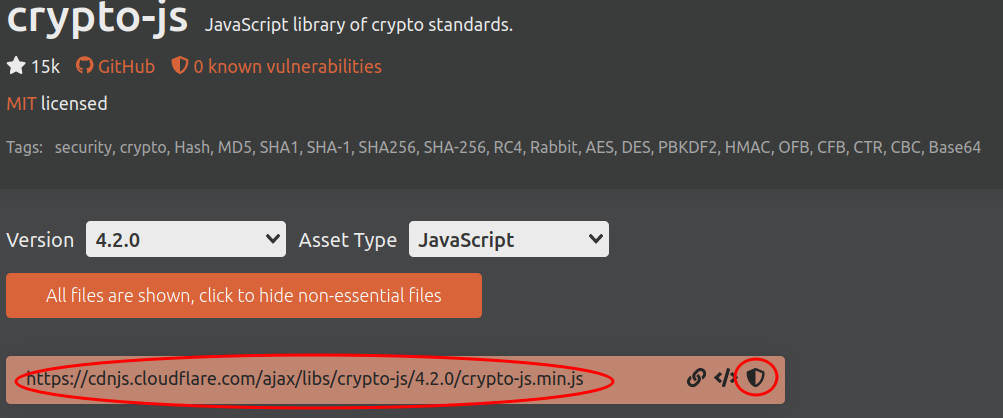 crypto-js JavaScript library of crypto standards.
15k GitHub 0 known vulnerabilities
MIT licensed
Tags: security, crypto, Hash, MD5, SHA1, SHA-1, SHA256, SHA-256, RC4, Rabbit, AES, DES, PBKDF2, HMAC, OFB, CFB, CTR, CBC, Base64
Version 4.2.0 Asset Type JavaScript
All files are shown, click to hide non-essential files
https://cdnjs.cloudflare.com/ajax/libs/crypto-js/4.2.0/crypto-js.min.js